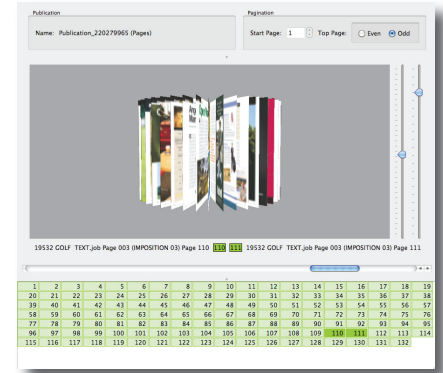 Publication
Pagination
Name: Publication_220279965 (Pages)
Start Page: 1 Top Page: Even Odd
19532 GOLF TEXT.job Page 003 (IMPOSITION 03) Page 110 110 111 19532 GOLF TEXT.job Page 003 (IMPOSITION 03) Page 111
1 2 3 4 5 6 7 8 9 10 11 12 13 14 15 16 17 18 19
20 21 22 23 24 25 26 27 28 29 30 31 32 33 34 35 36 37 38
39 40 41 42 43 44 45 46 47 48 49 50 51 52 53 54 55 56 57
58 59 60 61 62 63 64 65 66 67 68 69 70 71 72 73 74 75 76
77 78 79 80 81 82 83 84 85 86 87 88 89 90 91 92 93 94 95
96 97 98 99 100 101 102 103 104 105 106 107 108 109 110 111 112 113 114
115 116 117 118 119 120 121 122 123 124 125 126 127 128 129 130 131 132